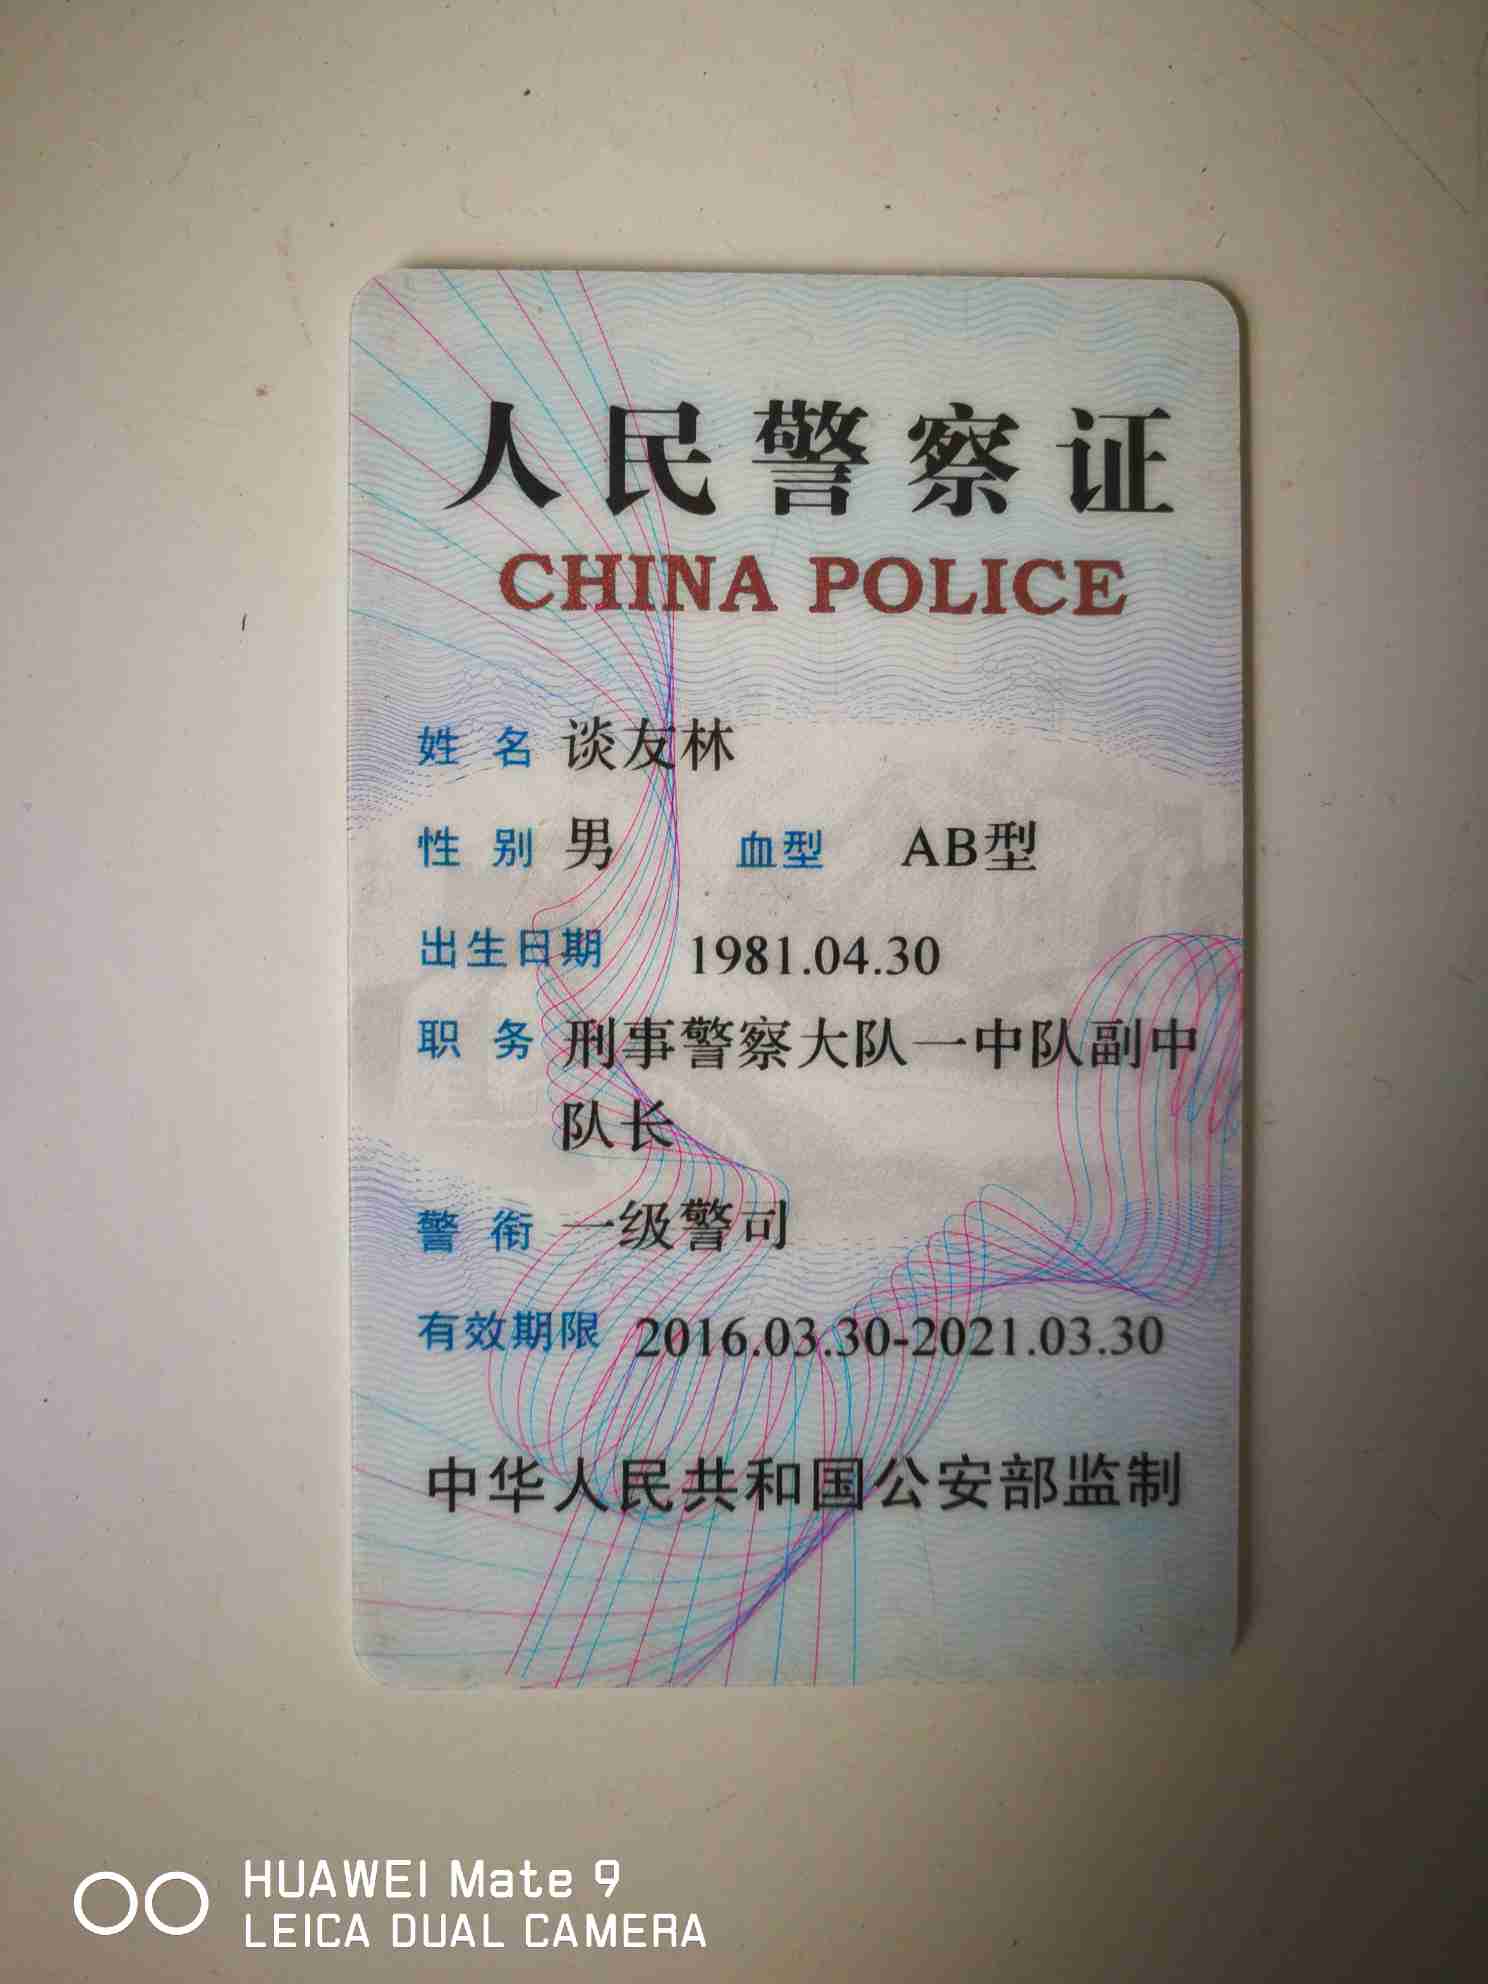 人民警察证
CHINA POLICE
姓 名 谈友林
性 别 男 血型 AB型
出生日期 1981.04.30
职 务 刑事警察大队一中队副中
队长
警 衔 一级警司
有效期限 2016.03.30-2021.03.30
中华人民共和国公安部监制
HUAWEI Mate 9
LEICA DUAL CAMERA